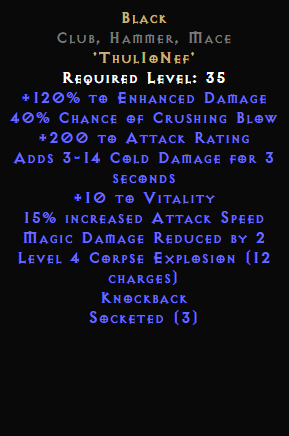 Black
Club, Hammer, Mace
'ThulIoNef'
Required Level: 35
+120% to Enhanced Damage
40% Chance of Crushing Blow
+200 to Attack Rating
Adds 3-14 Cold Damage for 3
seconds
+10 to Vitality
15% increased Attack Speed
Magic Damage Reduced by 2
Level 4 Corpse Explosion (12
charges)
Knockback
Socketed (3)